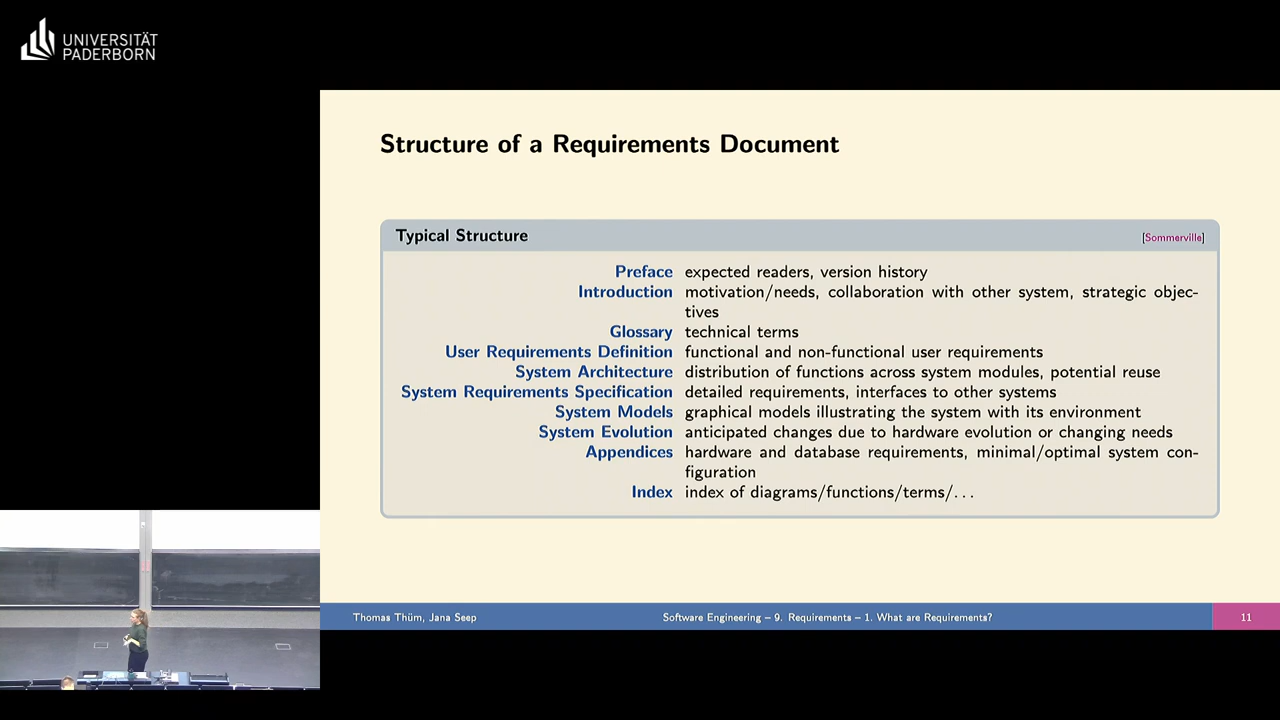 UNIVERSITÄT
PADERBORN
Structure of a Requirements Document
Typical Structure [Sommerville]
Preface expected readers, version history
Introduction motivation/needs, collaboration with other system, strategic objec-
tives
Glossary technical terms
User Requirements Definition functional and non-functional user requirements
System Architecture distribution of functions across system modules, potential reuse
System Requirements Specification detailed requirements, interfaces to other systems
System Models graphical models illustrating the system with its environment
System Evolution anticipated changes due to hardware evolution or changing needs
Appendices hardware and database requirements, minimal/optimal system con-
figuration
Index index of diagrams/functions/terms/...
Thomas Thüm, Jana Seep Software Engineering – 9. Requirements – 1. What are Requirements? 11